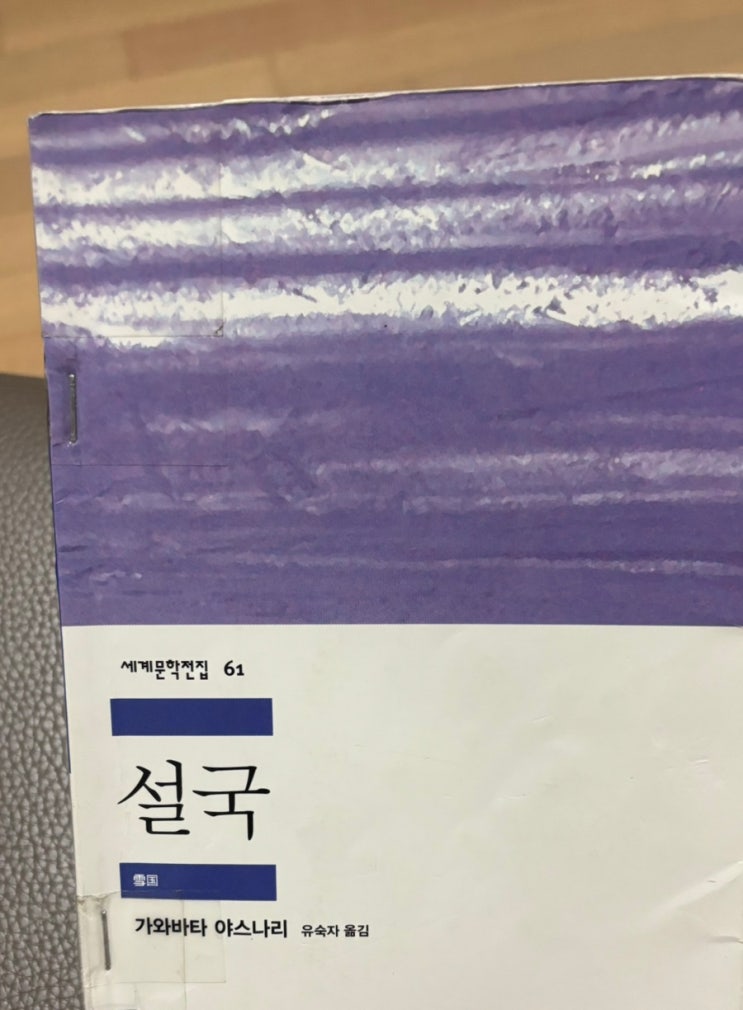 세계문학전집 61
설국
雪国
가와바타 야스나리 유숙자 옮김